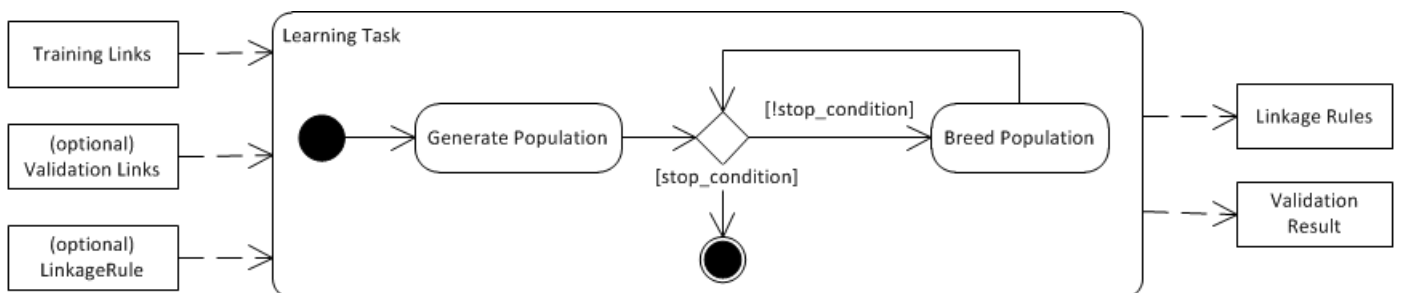 Training Links
(optional)
Validation Links
(optional)
LinkageRule
Learning Task
Generate Population
[!stop_condition]
[stop_condition]
Breed Population
Linkage Rules
Validation
Result